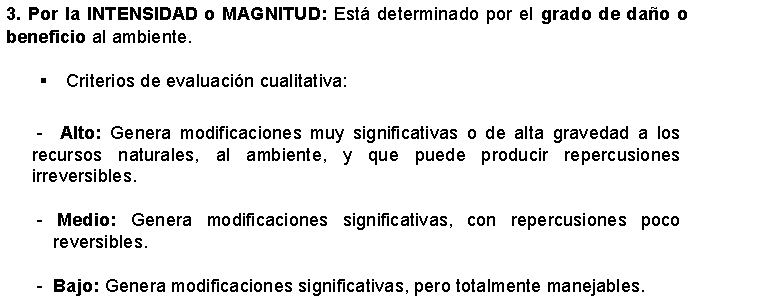 3. Por la INTENSIDAD o MAGNITUD: Está determinado por el grado de daño o
beneficio al ambiente.
▪ Criterios de evaluación cualitativa:
- Alto: Genera modificaciones muy significativas o de alta gravedad a los
recursos naturales, al ambiente, y que puede producir repercusiones
irreversibles.
- Medio: Genera modificaciones significativas, con repercusiones poco
reversibles.
- Bajo: Genera modificaciones significativas, pero totalmente manejables.